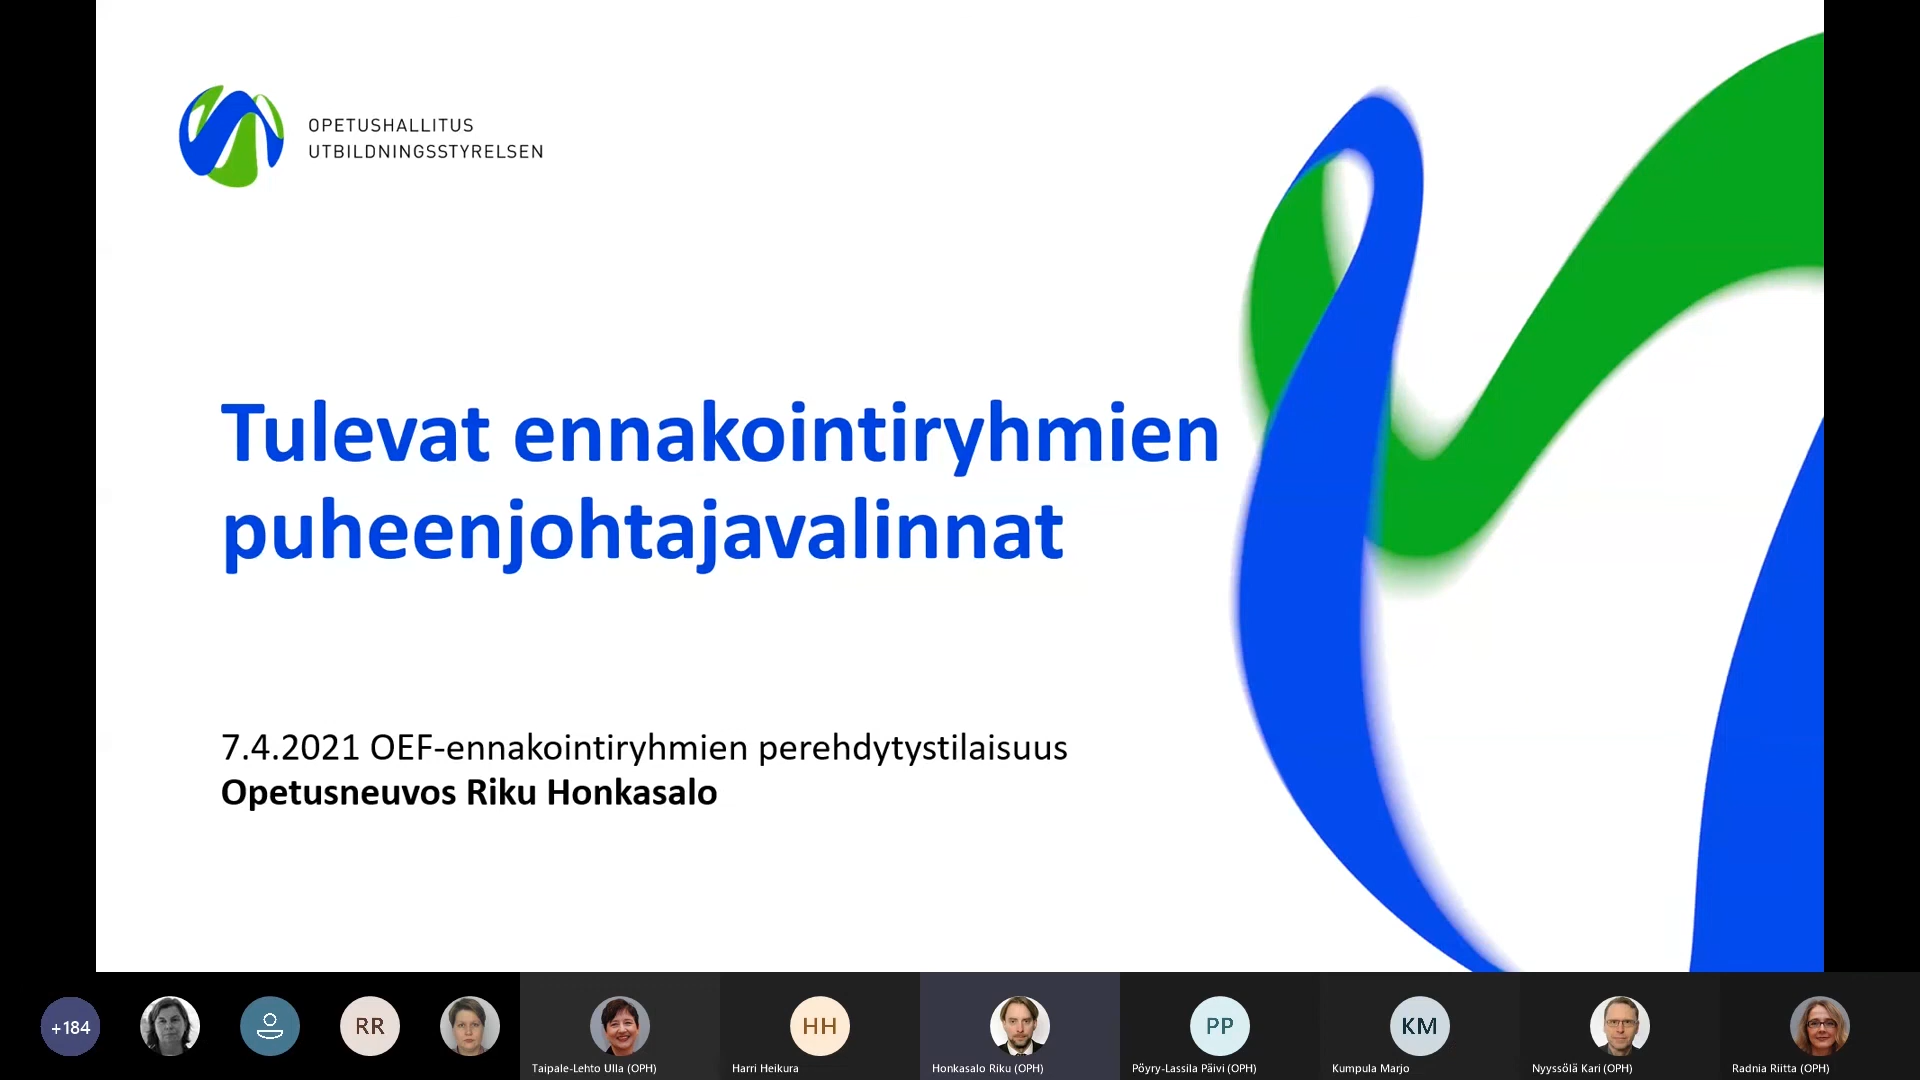 OPETUSHALLITUS
UTBILDNINGSSTYRELSEN
Tulevat ennakointiryhmien
puheenjohtajavalinnat
7.4.2021 OEF-ennakointiryhmien perehdytystilaisuus
Opetusneuvos Riku Honkasalo
+184
RR
HH
PP
KM
Taipale-Lehto Ulla (OPH)
Harri Heikura
Honkasalo Riku (OPH)
Pöyry-Lassila Päivi (OPH)
Kumpula Marjo
Nyyssölä Kari (OPH)
Radnia Riitta (OPH)